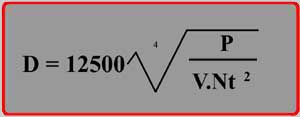 D = 12500 ⁴√ P
V.Nt ²